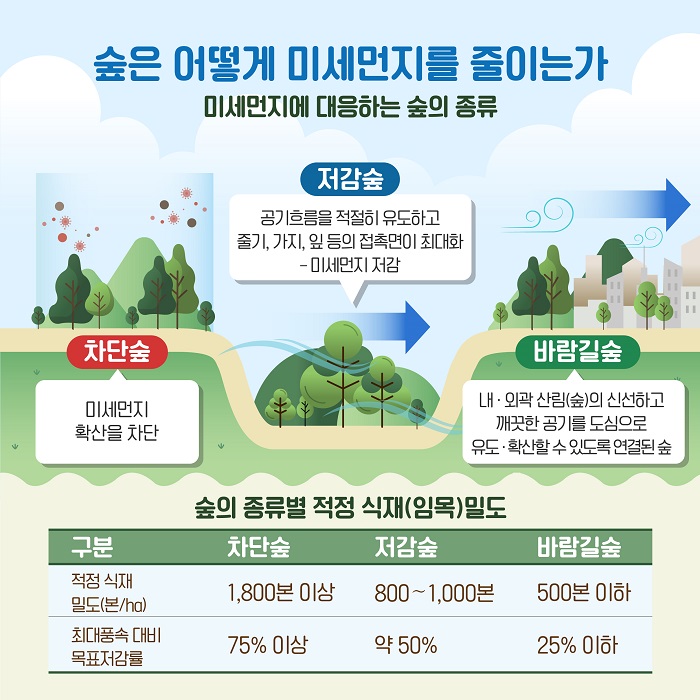 숲은 어떻게 미세먼지를 줄이는가
미세먼지에 대응하는 숲의 종류
저감숲
공기흐름을 적절히 유도하고
줄기, 가지, 잎 등의 접촉면이 최대화
– 미세먼지 저감
차단숲
미세먼지
확산을 차단
바람길숲
내·외곽 산림(숲)의 신선하고
깨끗한 공기를 도심으로
유도·확산할 수 있도록 연결된 숲
숲의 종류별 적정 식재(임목)밀도
구분 차단숲 저감숲 바람길숲
적정 식재
밀도(본/ha) 1,800본 이상 800~1,000본 500본 이하
최대풍속 대비
목표저감률 75% 이상 약 50% 25% 이하